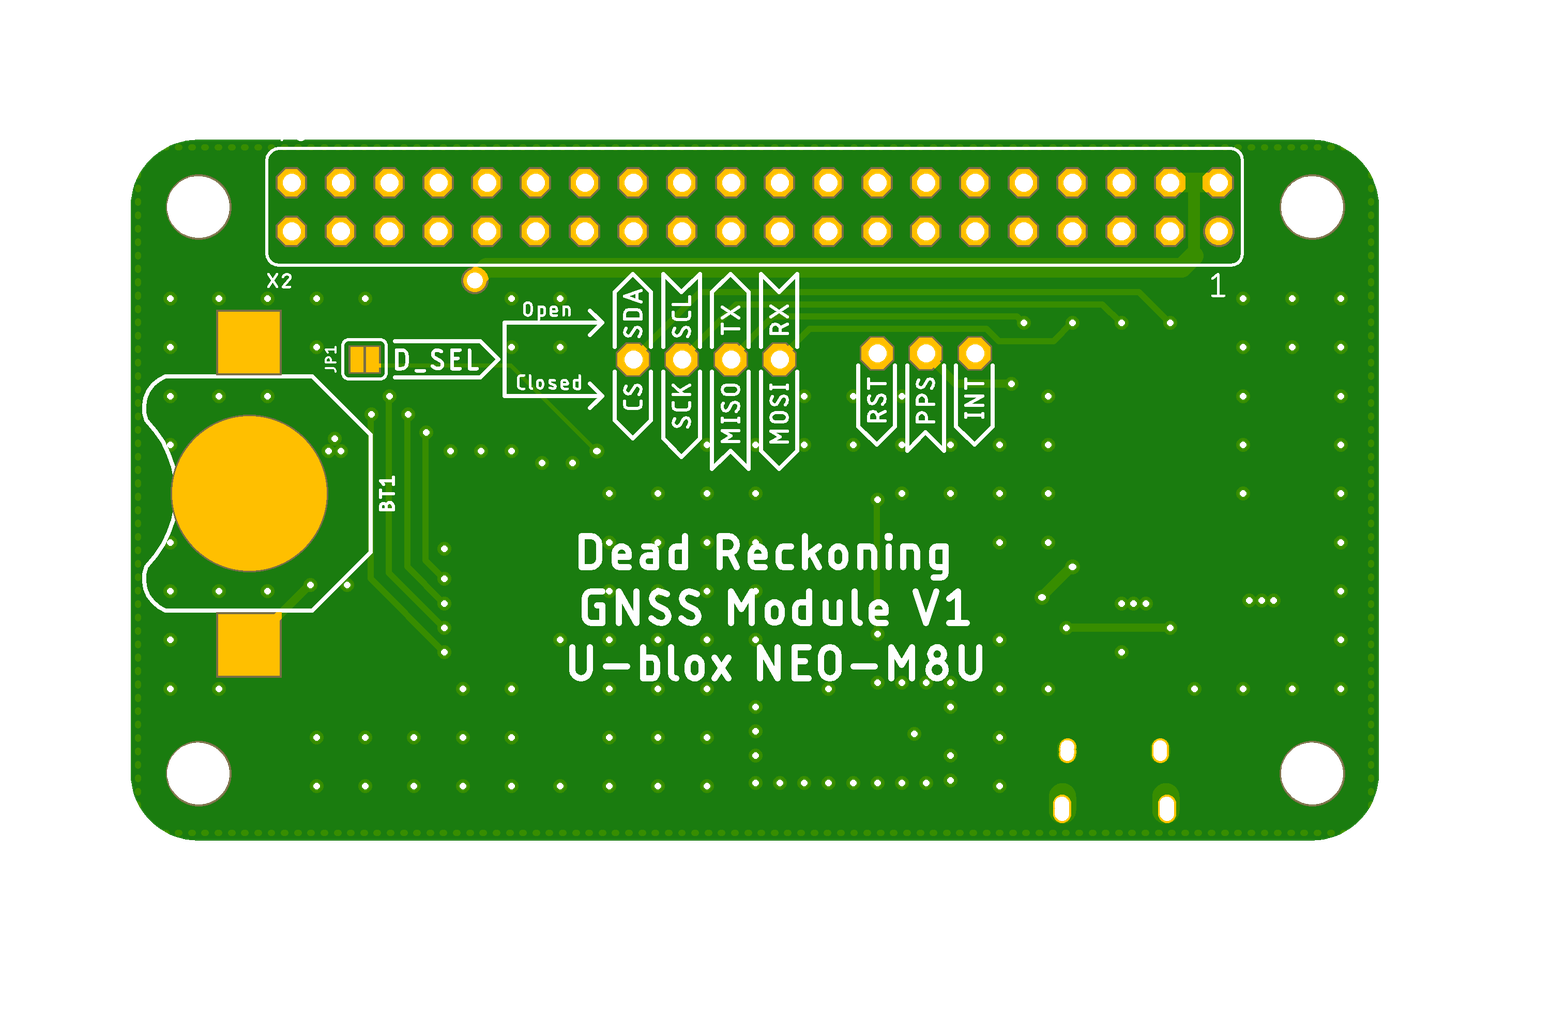 X2
1
Open
JP1
D_SEL
Closed
SDA
SCL
TX
RX
CS
SCK
MISO
MOSI
RST
PPS
INT
BT1
Dead Reckoning
GNSS Module V1
U-blox NEO-M8U